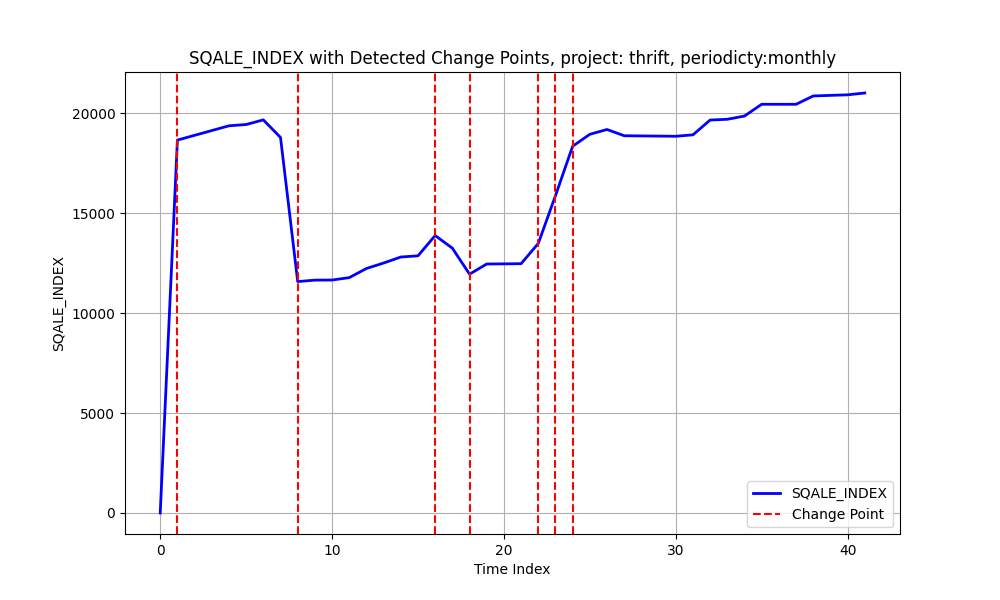 SQALE_INDEX with Detected Change Points, project: thrift, periodicty:monthly
SQALE_INDEX
20000
15000
10000
5000
0
0 10 20 30 40
Time Index
SQALE_INDEX
Change Point